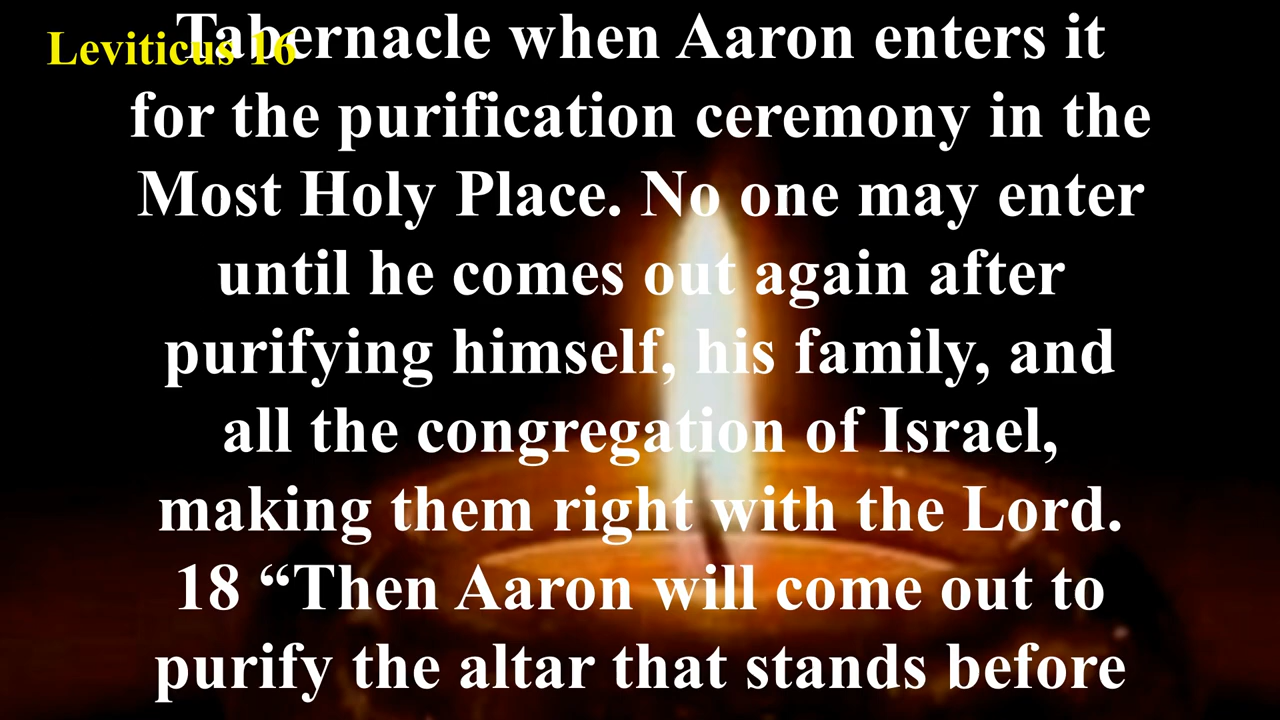 Leviticus 16
Tabernacle when Aaron enters it
for the purification ceremony in the
Most Holy Place. No one may enter
until he comes out again after
purifying himself, his family, and
all the congregation of Israel,
making them right with the Lord.
18 “Then Aaron will come out to
purify the altar that stands before